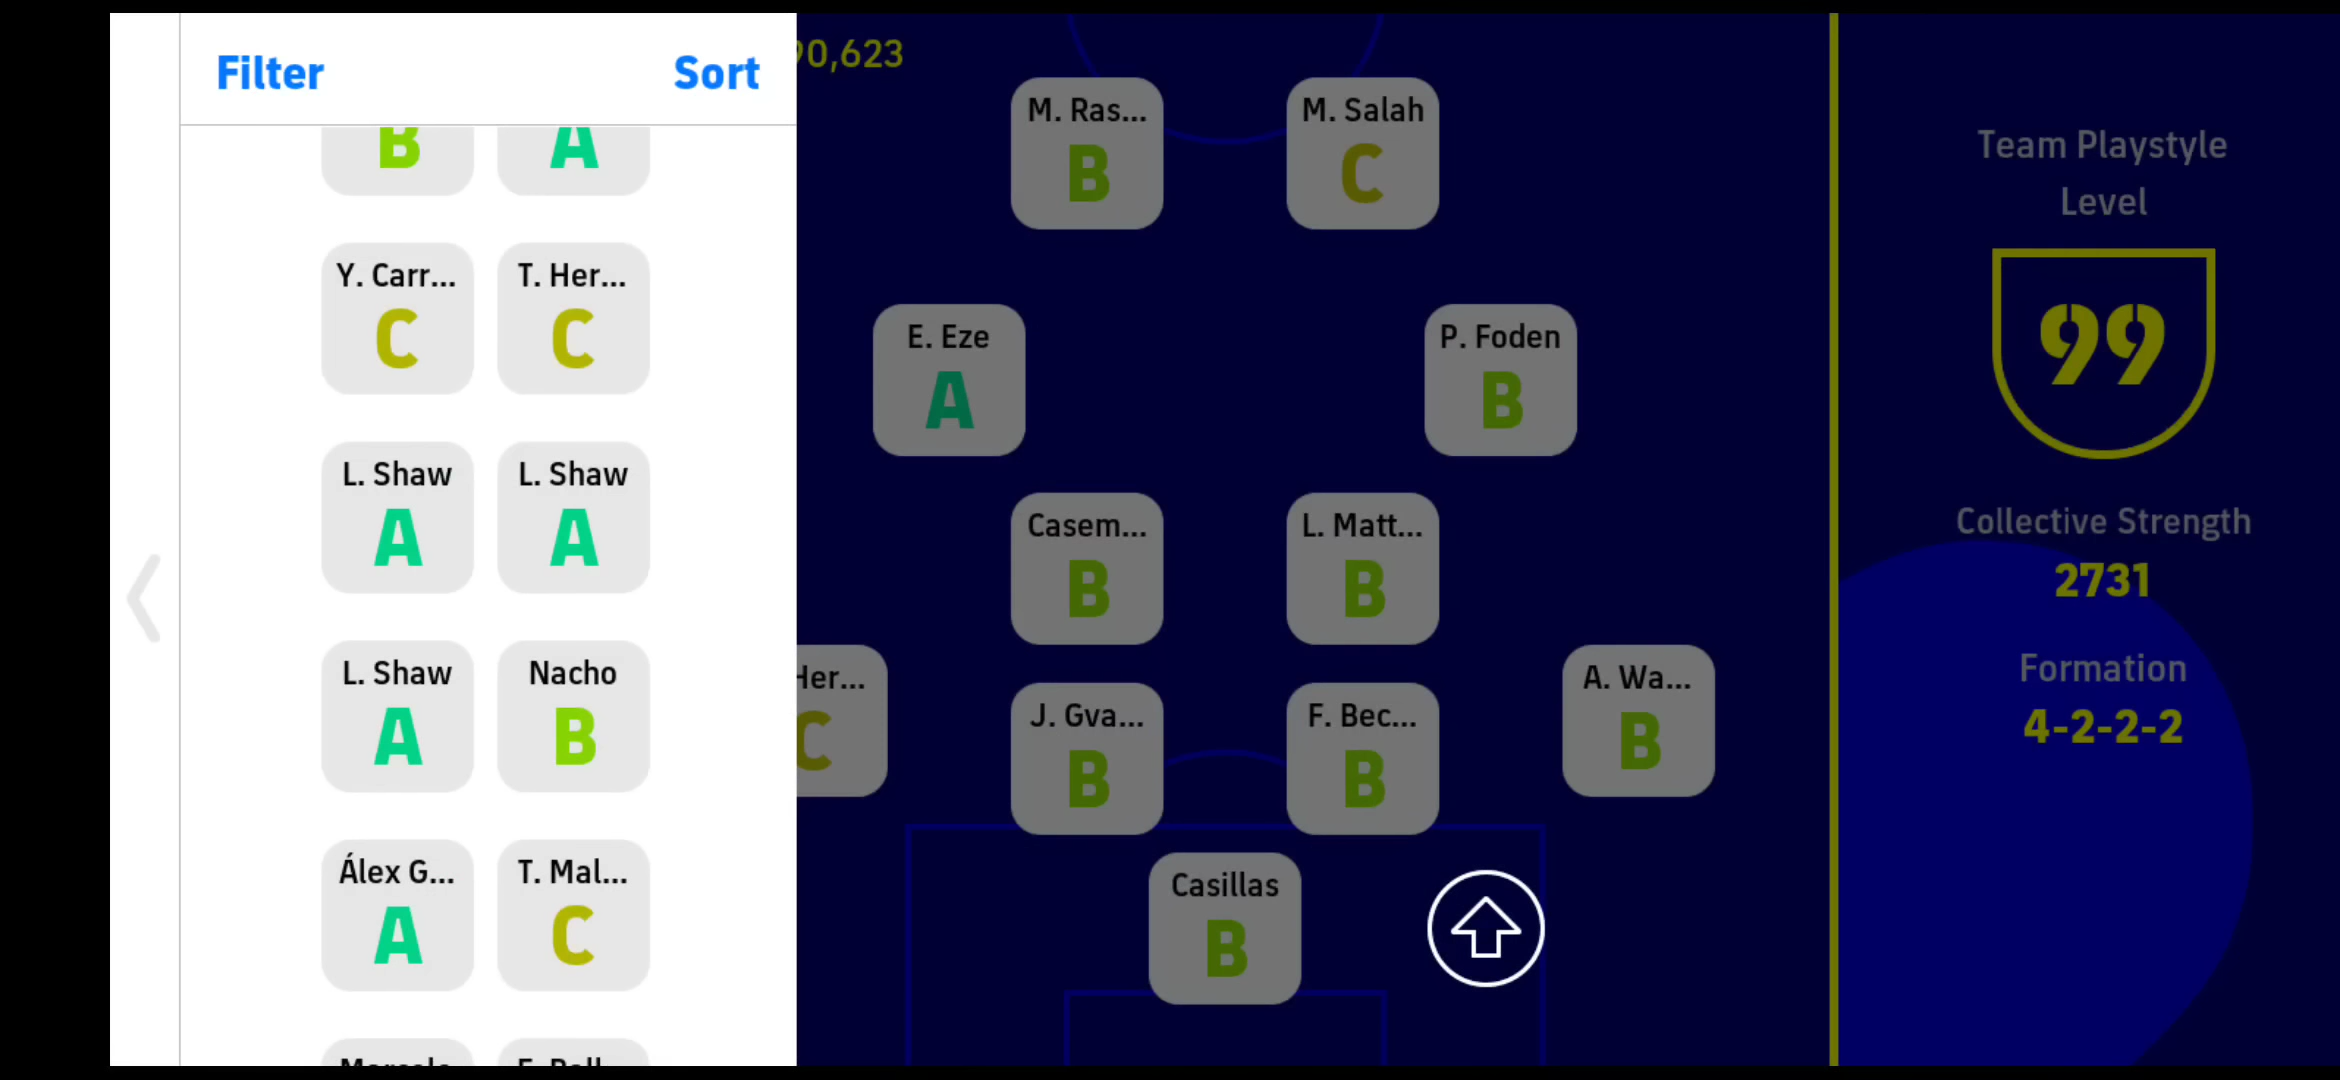 Filter
Sort
B
A
Y. Carr...
T. Her...
C
C
L. Shaw
L. Shaw
A
A
L. Shaw
Nacho
A
B
Álex G...
T. Mal...
A
C
90,623
M. Ras...
M. Salah
B
C
E. Eze
P. Foden
A
B
Casem...
L. Matt...
B
B
Her...
C
J. Gva...
F. Bec...
B
B
A. Wa...
B
Casillas
B
Team Playstyle
Level
99
Collective Strength
2731
Formation
4-2-2-2